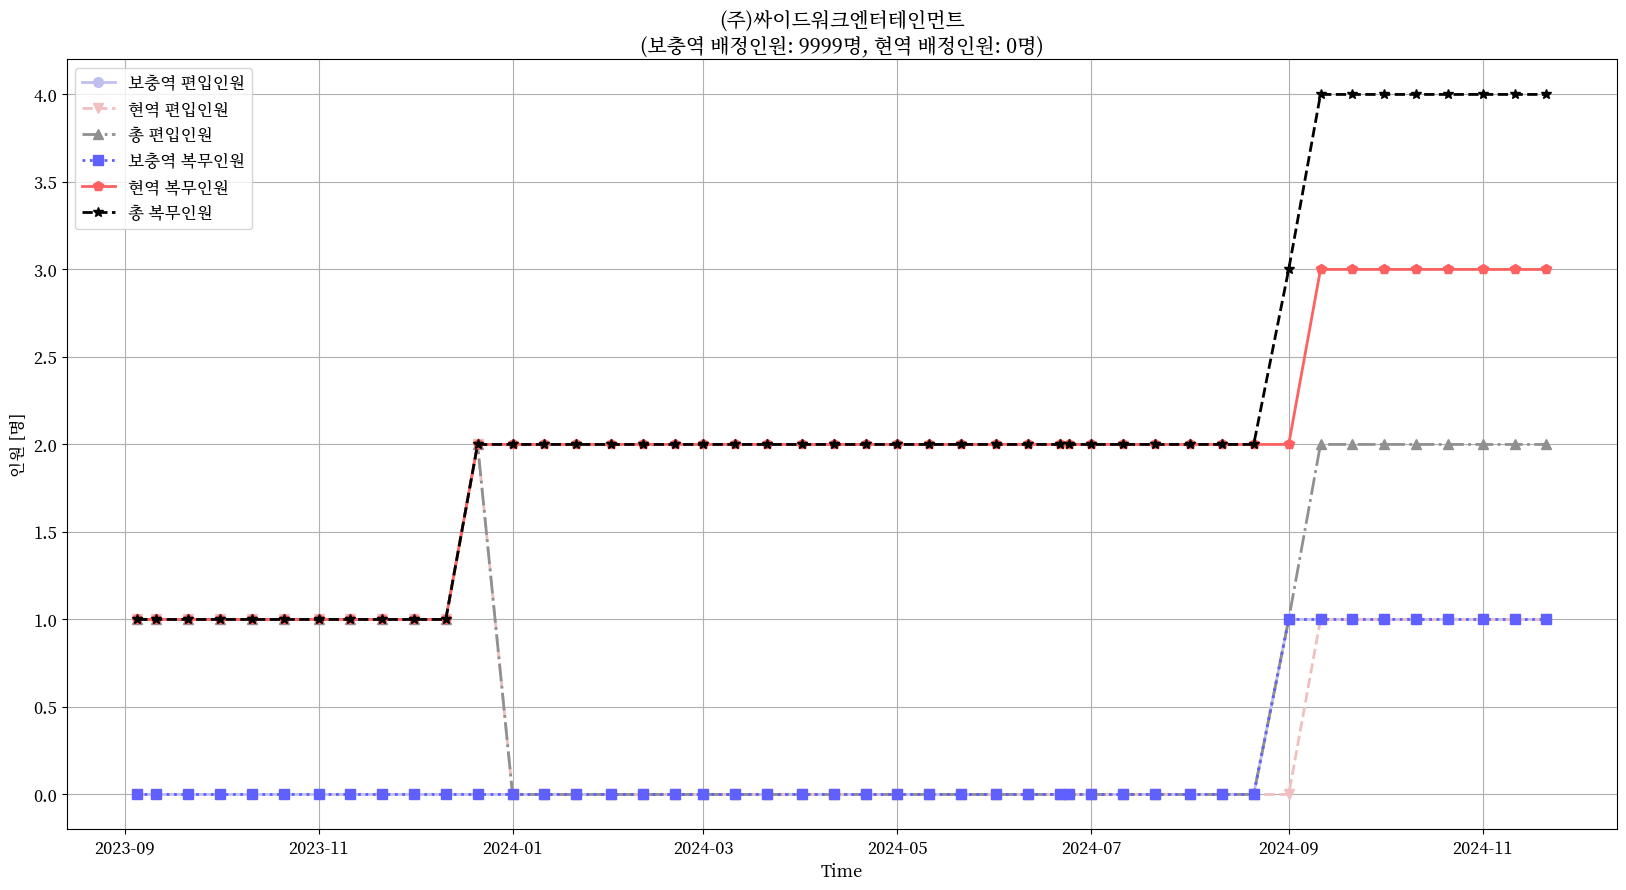 (주)싸이드워크엔터테인먼트
(보충역 배정인원: 9999명, 현역 배정인원: 0명)
보충역 편입인원
현역 편입인원
총 편입인원
보충역 복무인원
현역 복무인원
총 복무인원
4.0
3.5
3.0
2.5
2.0
1.5
1.0
0.5
0.0
인원 [명]
2023-09 2023-11 2024-01 2024-03 2024-05 2024-07 2024-09 2024-11
Time